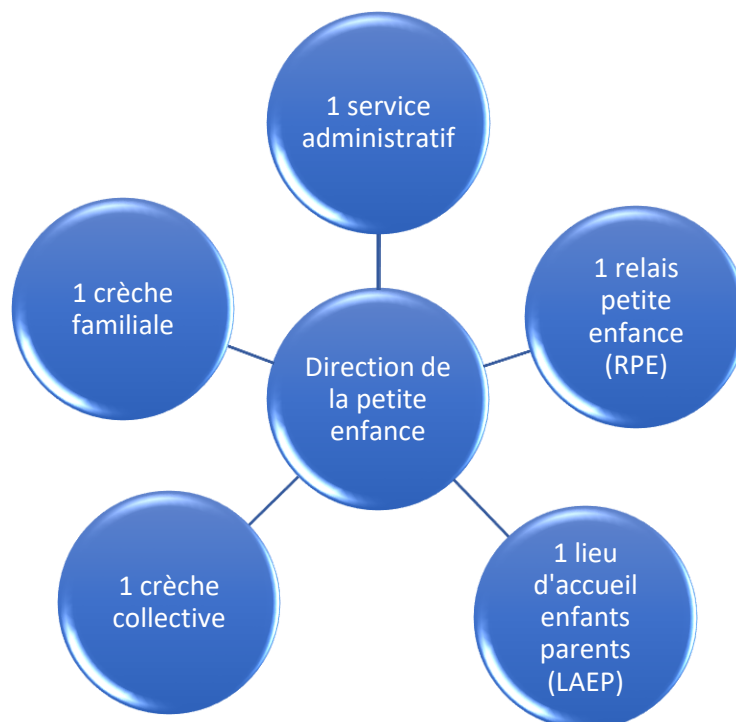 1 service
administratif
1 crèche
familiale
1 relais
petite
enfance
(RPE)
Direction de
la petite
enfance
1 crèche
collective
1 lieu
d'accueil
enfants
parents
(LAEP)